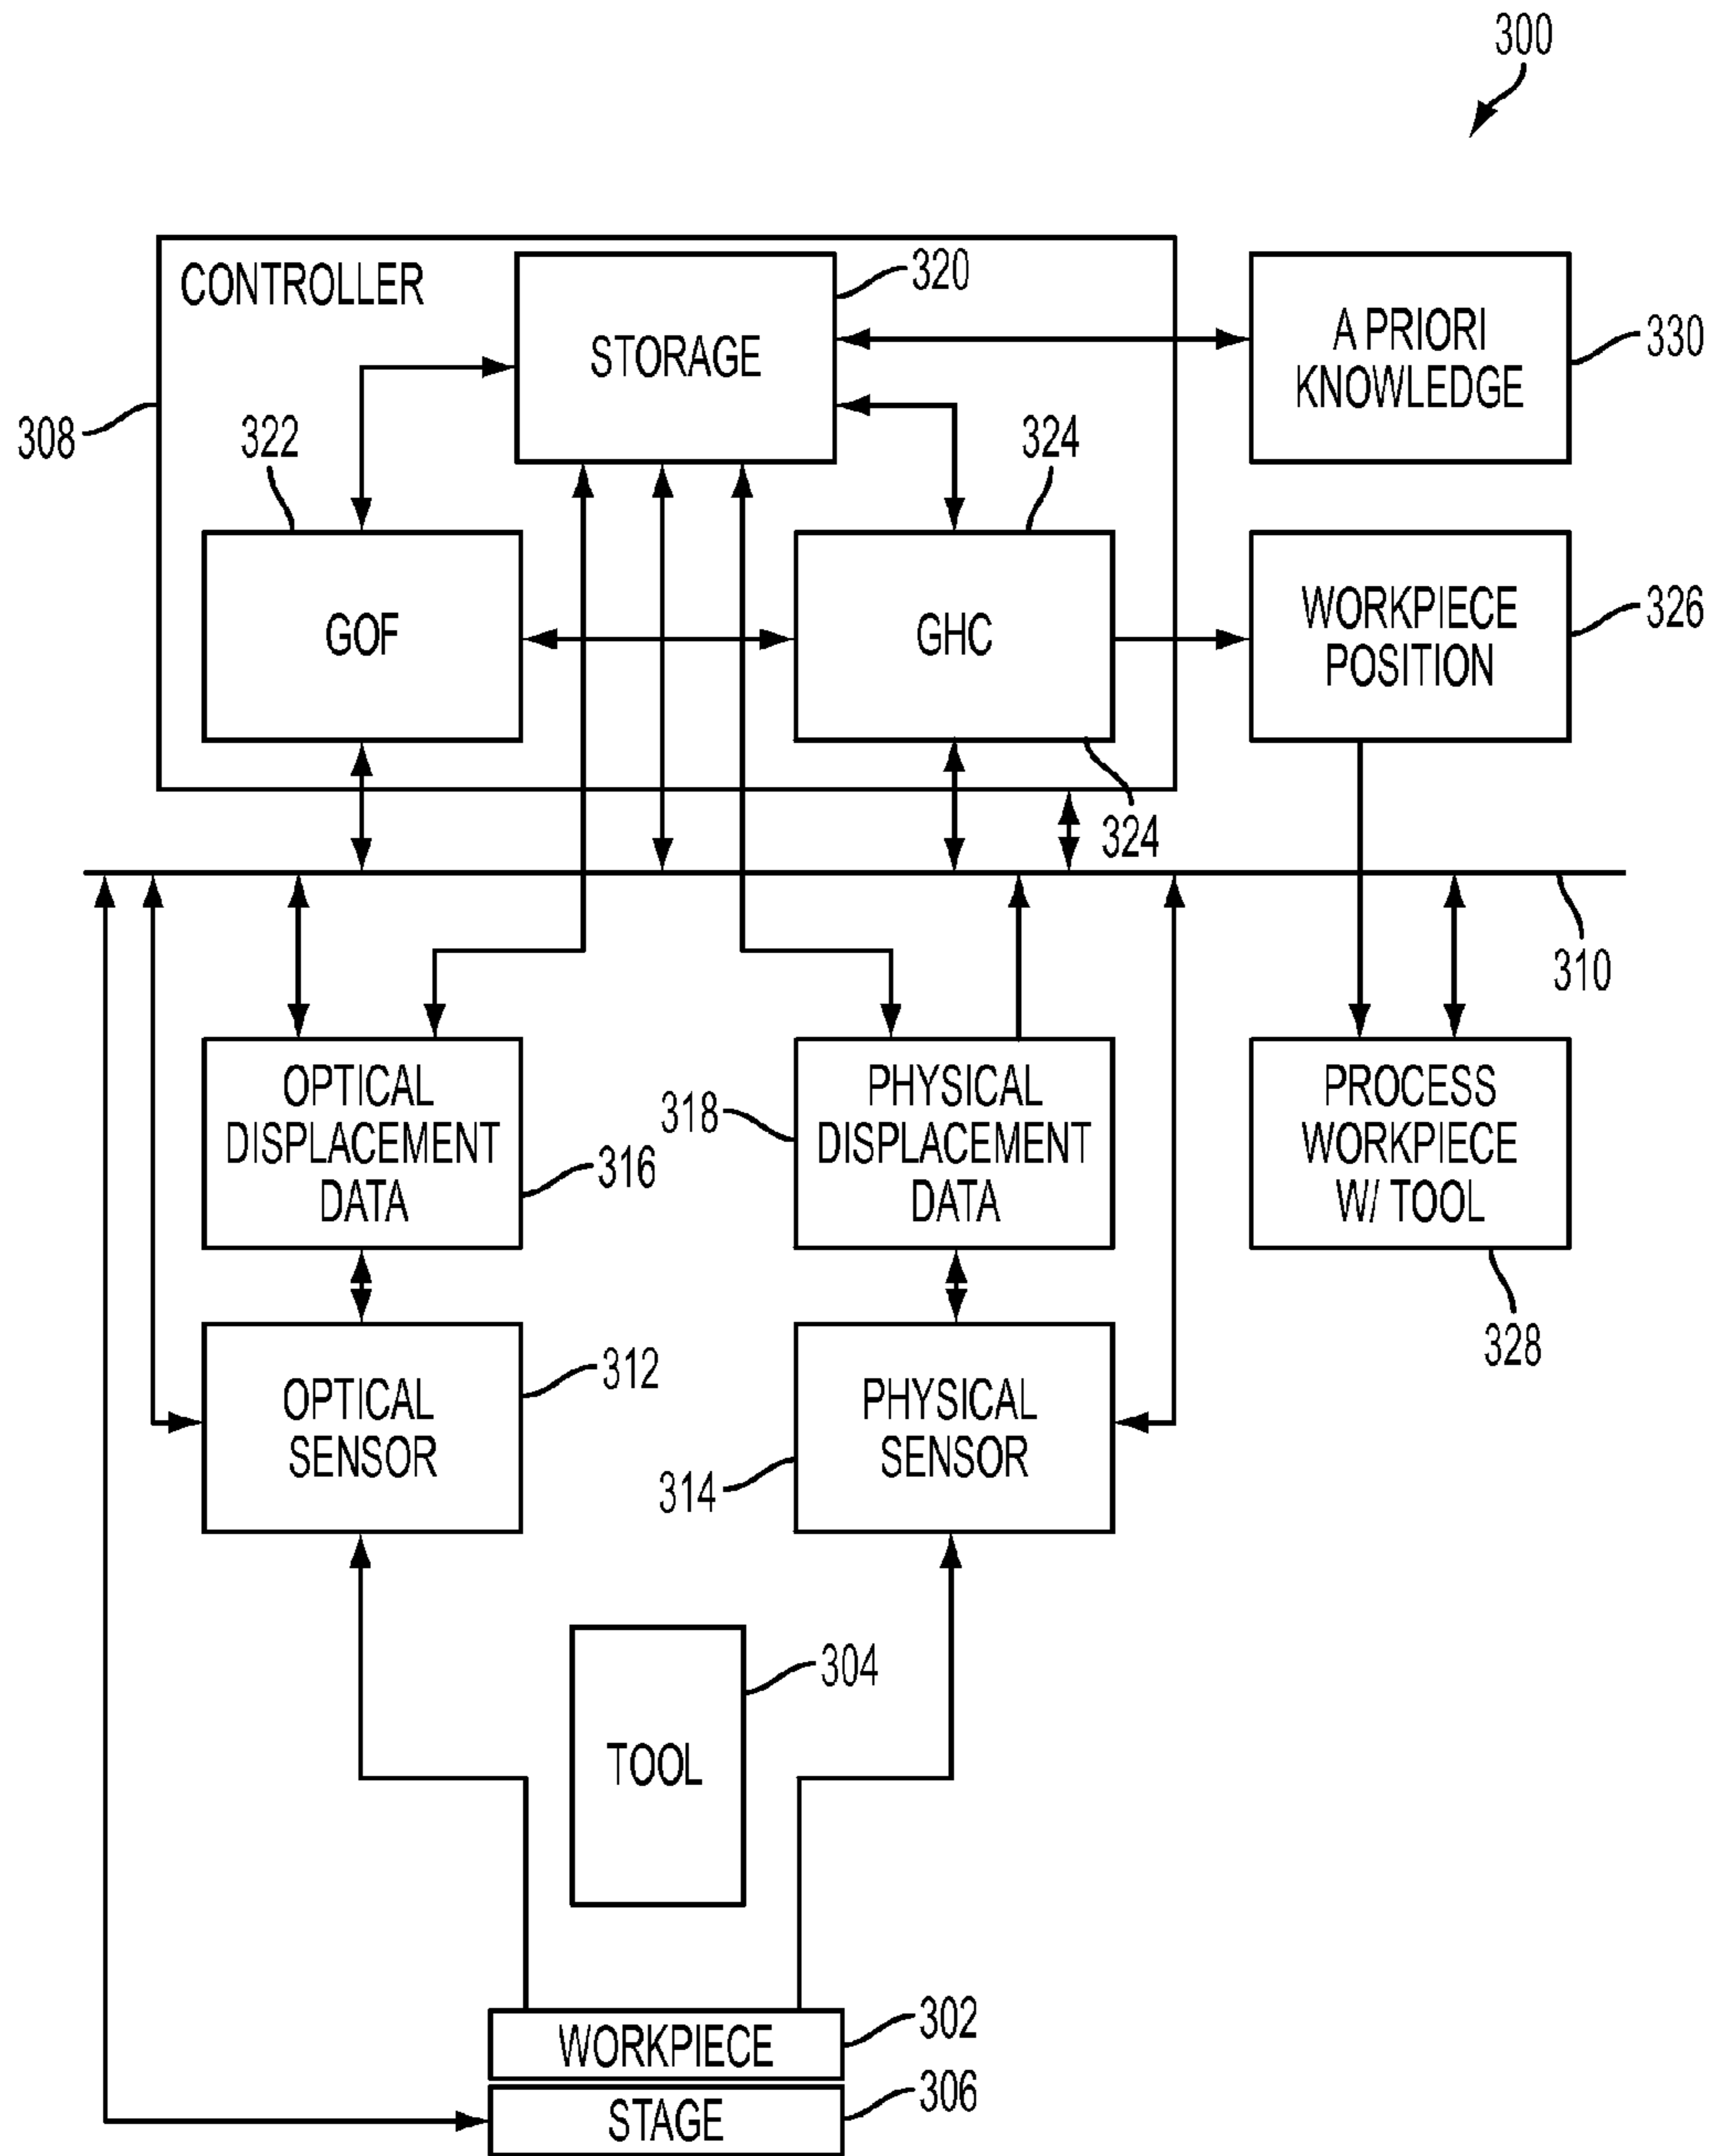 300
CONTROLLER
320
STORAGE
A PRIORI
KNOWLEDGE
330
308
322
324
GOF
GHC
WORKPIECE
POSITION
326
324
310
OPTICAL
DISPLACEMENT
DATA
316
318
PHYSICAL
DISPLACEMENT
DATA
PROCESS
WORKPIECE
W/ TOOL
328
OPTICAL
SENSOR
312
314
PHYSICAL
SENSOR
304
TOOL
WORKPIECE
302
STAGE
306